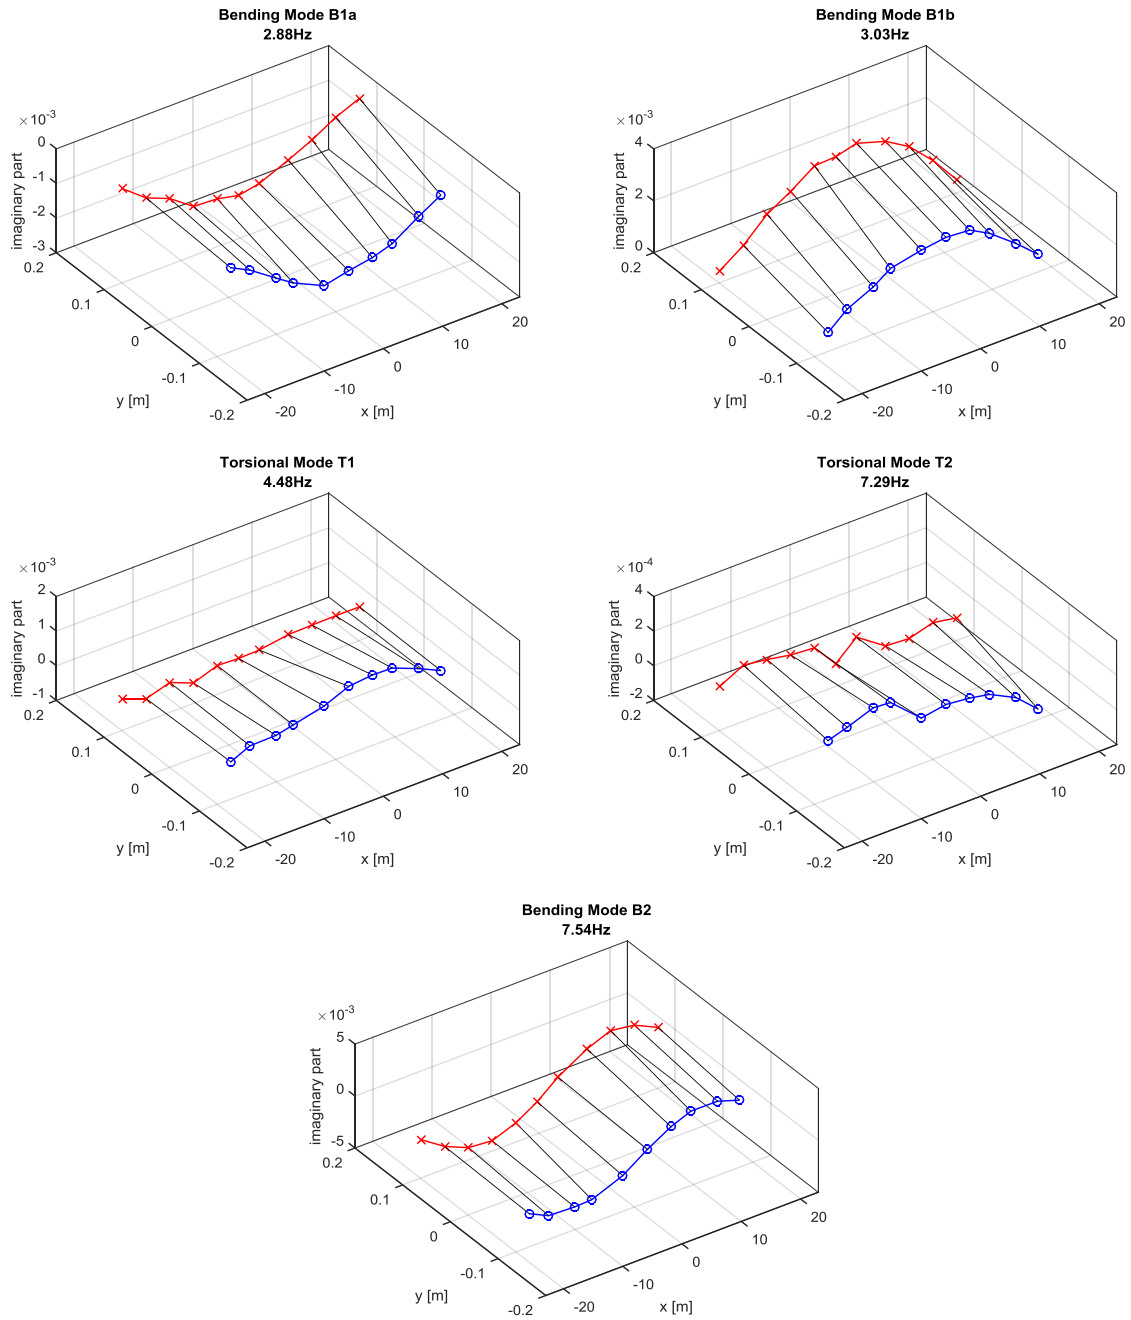 Bending Mode B1a
2.88Hz
× 10⁻³
0
-1
-2
-3
imaginary part
0.2
0.1
0
-0.1
-0.2
y [m]
-20
-10
0
10
20
x [m]
Bending Mode B1b
3.03Hz
× 10⁻³
4
2
0
imaginary part
0.2
0.1
0
-0.1
-0.2
y [m]
-20
-10
0
10
20
x [m]
Torsional Mode T1
4.48Hz
× 10⁻³
2
1
0
-1
imaginary part
0.2
0.1
0
-0.1
-0.2
y [m]
-20
-10
0
10
20
x [m]
Torsional Mode T2
7.29Hz
× 10⁻⁴
4
2
0
-2
imaginary part
0.2
0.1
0
-0.1
-0.2
y [m]
-20
-10
0
10
20
x [m]
Bending Mode B2
7.54Hz
× 10⁻³
5
0
-5
imaginary part
0.2
0.1
0
-0.1
-0.2
y [m]
-20
-10
0
10
20
x [m]